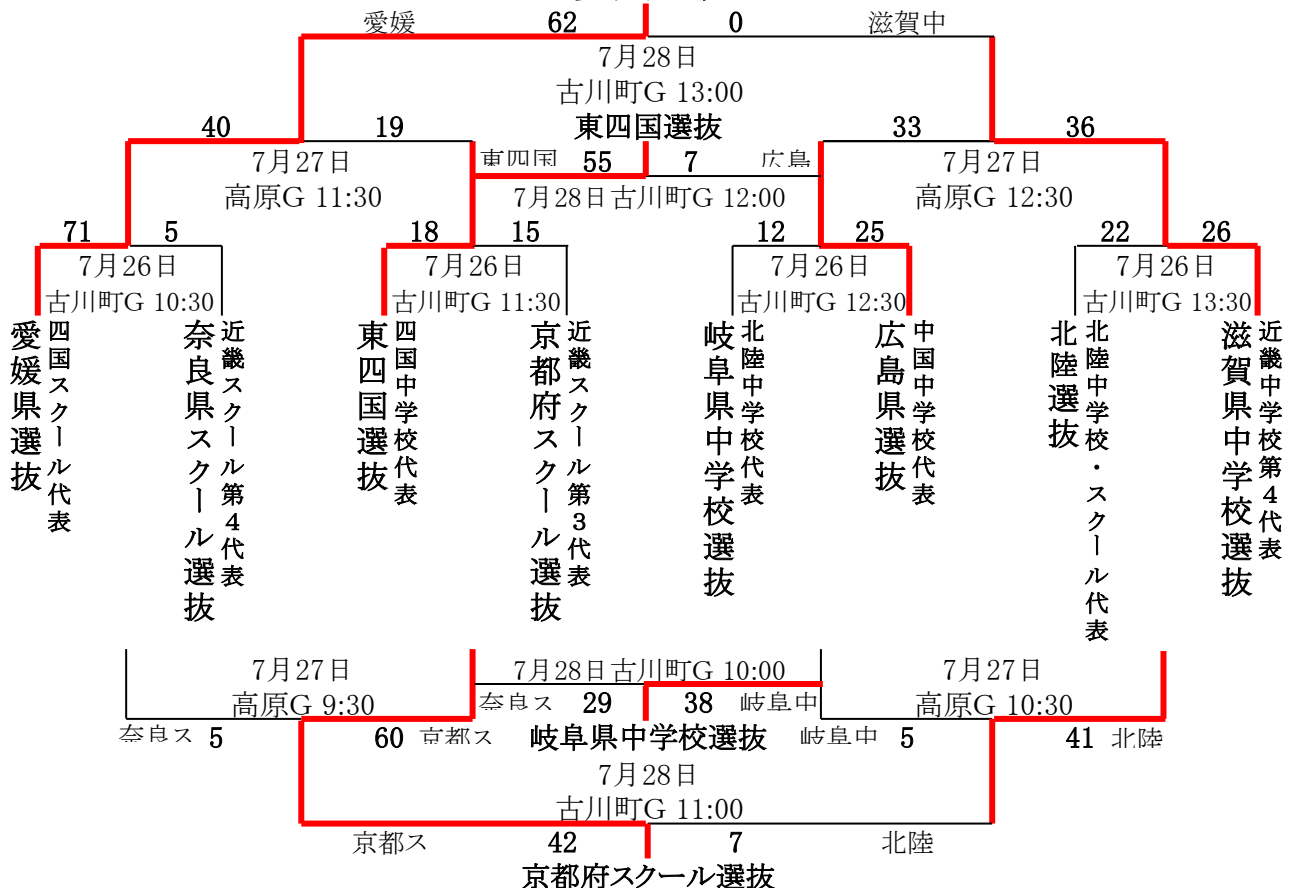 愛媛 62 0 滋賀中
7月28日
古川町G 13:00
東四国選抜
40 19 33 36
東四国 55 7 広島
7月27日
高原G 11:30
7月28日 古川町G 12:00
7月27日
高原G 12:30
71 5 18 15 12 25 22 26
7月26日
古川町G 10:30
7月26日
古川町G 11:30
7月26日
古川町G 12:30
7月26日
古川町G 13:30
愛媛県選抜
四国スクール代表
奈良県スクール選抜
近畿スクール第4代表
東四国選抜
四国中学校代表
京都府スクール選抜
近畿スクール第3代表
岐阜県中学校選抜
北陸中学校代表
広島県選抜
中国中学校代表
北陸選抜
北陸中学校・スクール代表
滋賀県中学校選抜
近畿中学校第4代表
7月27日
高原G 9:30
7月28日 古川町G 10:00
7月27日
高原G 10:30
奈良ス 29 38 岐阜中
奈良ス 5 60 京都ス
岐阜県中学校選抜
岐阜中 5 41 北陸
7月28日
古川町G 11:00
京都ス 42 7 北陸
京都府スクール選抜